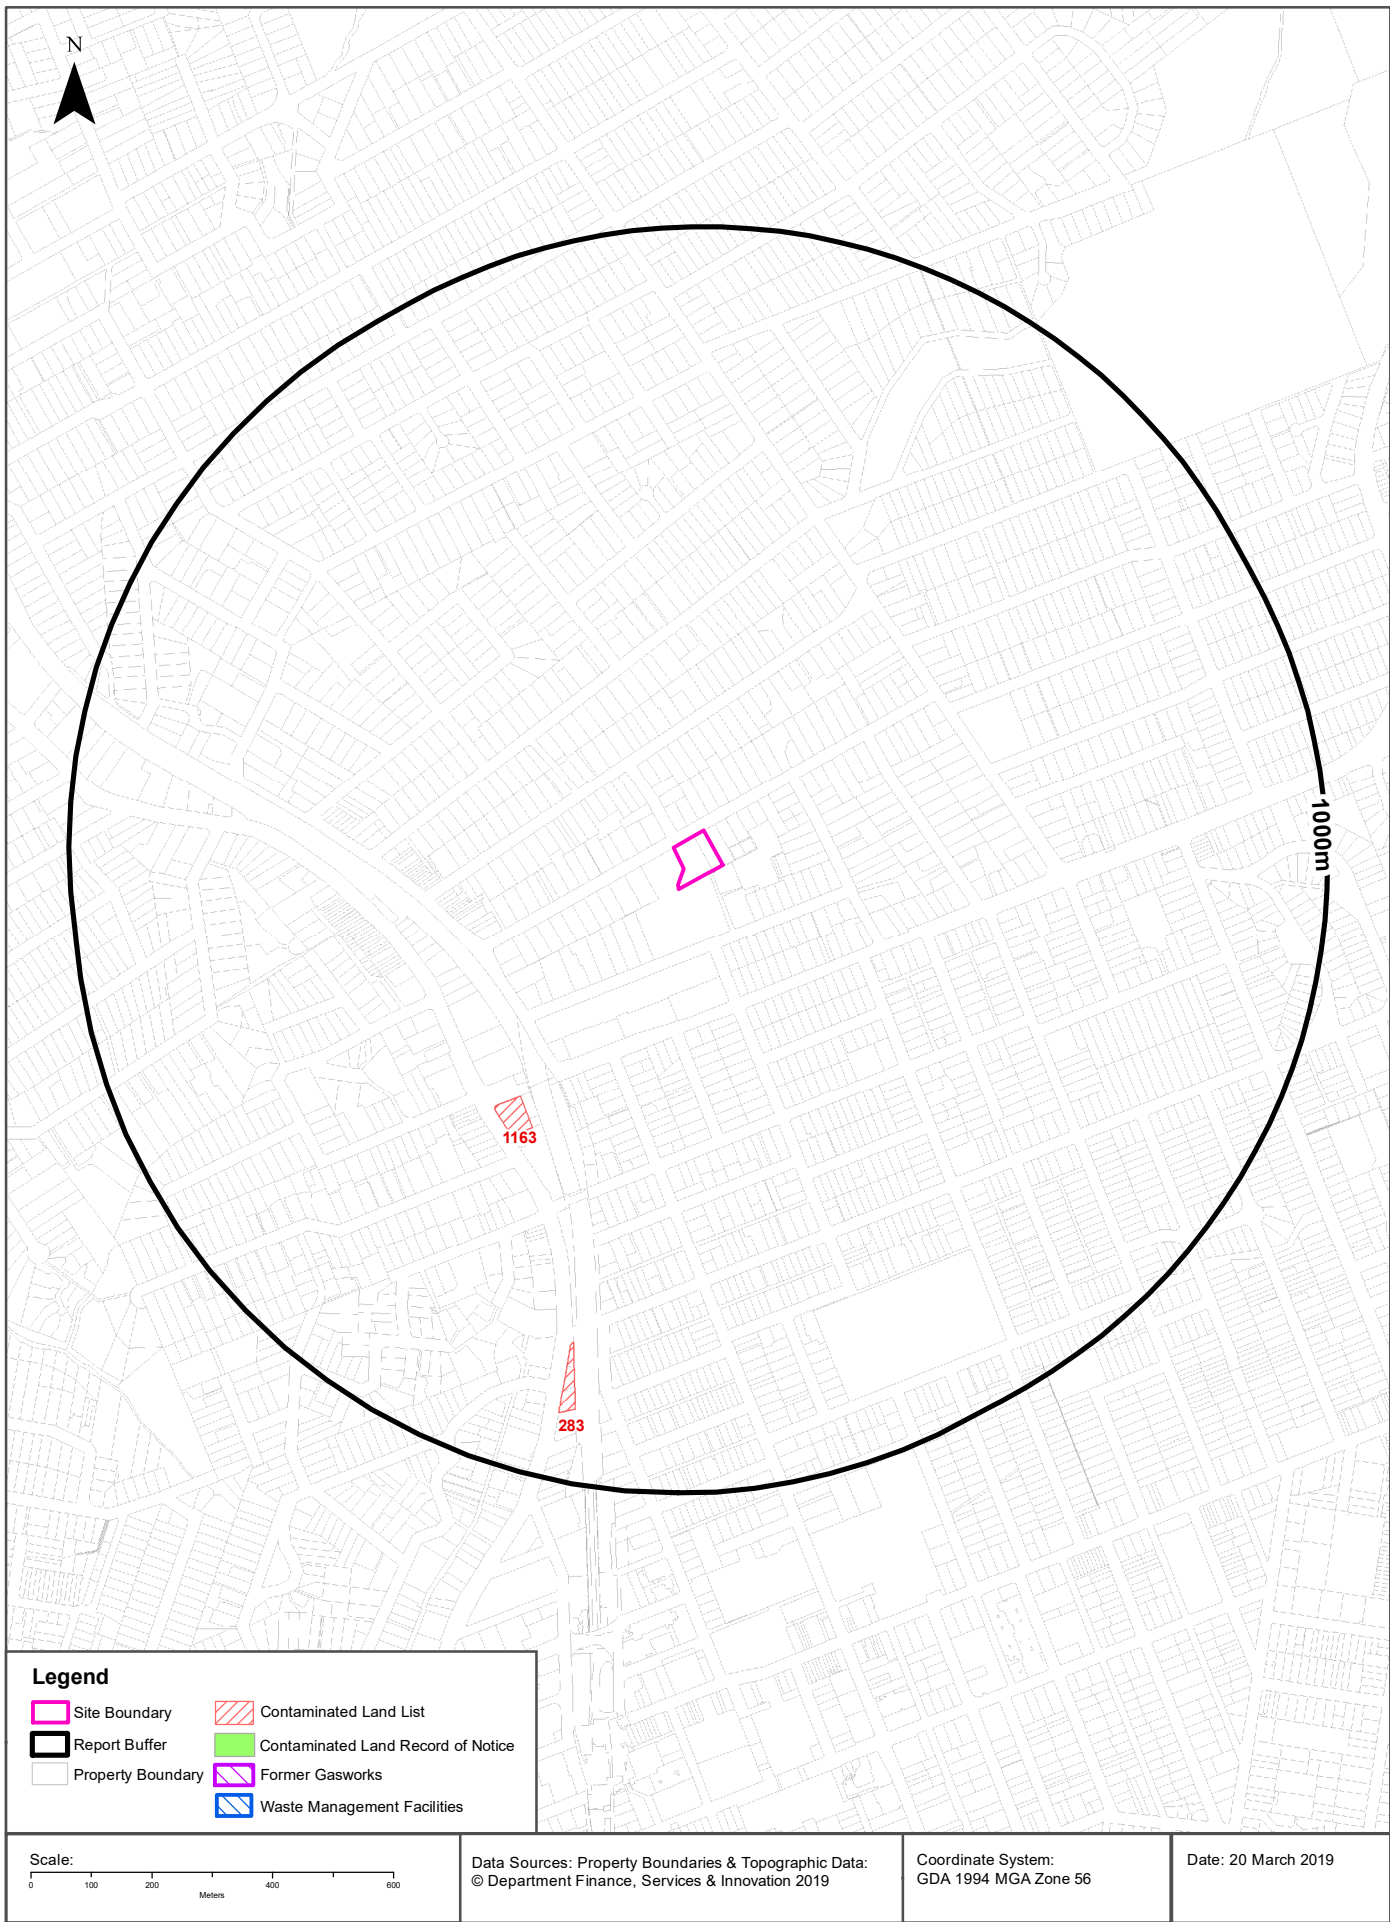 N
1000m
1163
283
Legend
Site Boundary
Report Buffer
Property Boundary
Contaminated Land List
Contaminated Land Record of Notice
Former Gasworks
Waste Management Facilities
Scale:
0 100 200 400 600
Meters
Data Sources: Property Boundaries & Topographic Data:
© Department Finance, Services & Innovation 2019
Coordinate System:
GDA 1994 MGA Zone 56
Date: 20 March 2019